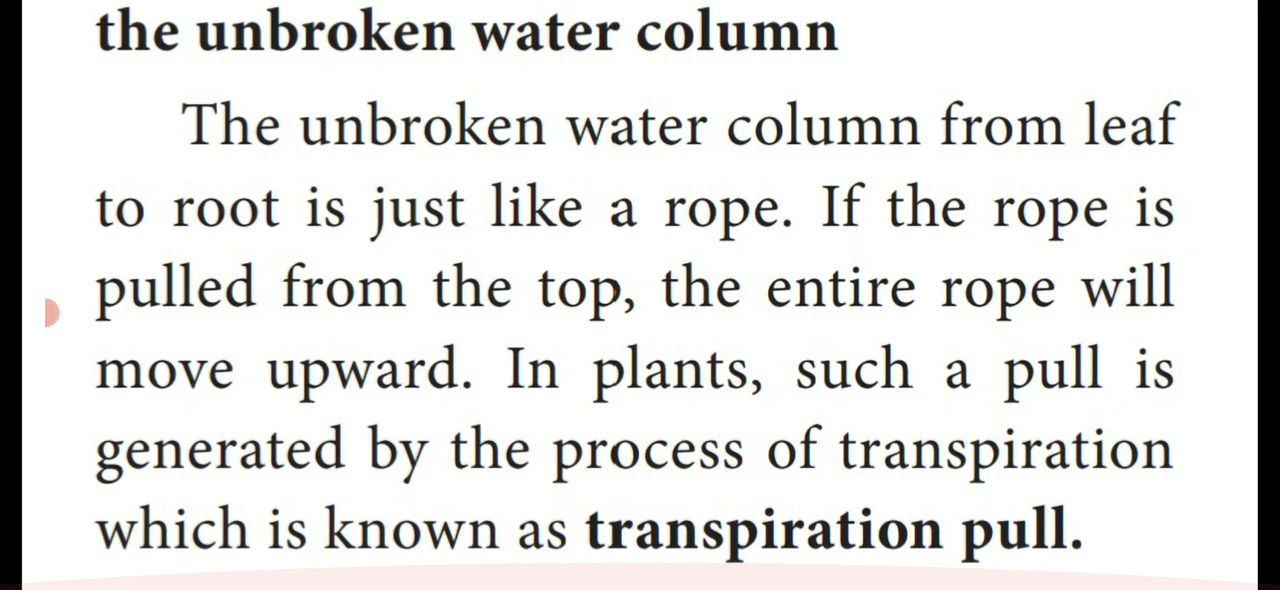 the unbroken water column
The unbroken water column from leaf
to root is just like a rope. If the rope is
pulled from the top, the entire rope will
move upward. In plants, such a pull is
generated by the process of transpiration
which is known as transpiration pull.